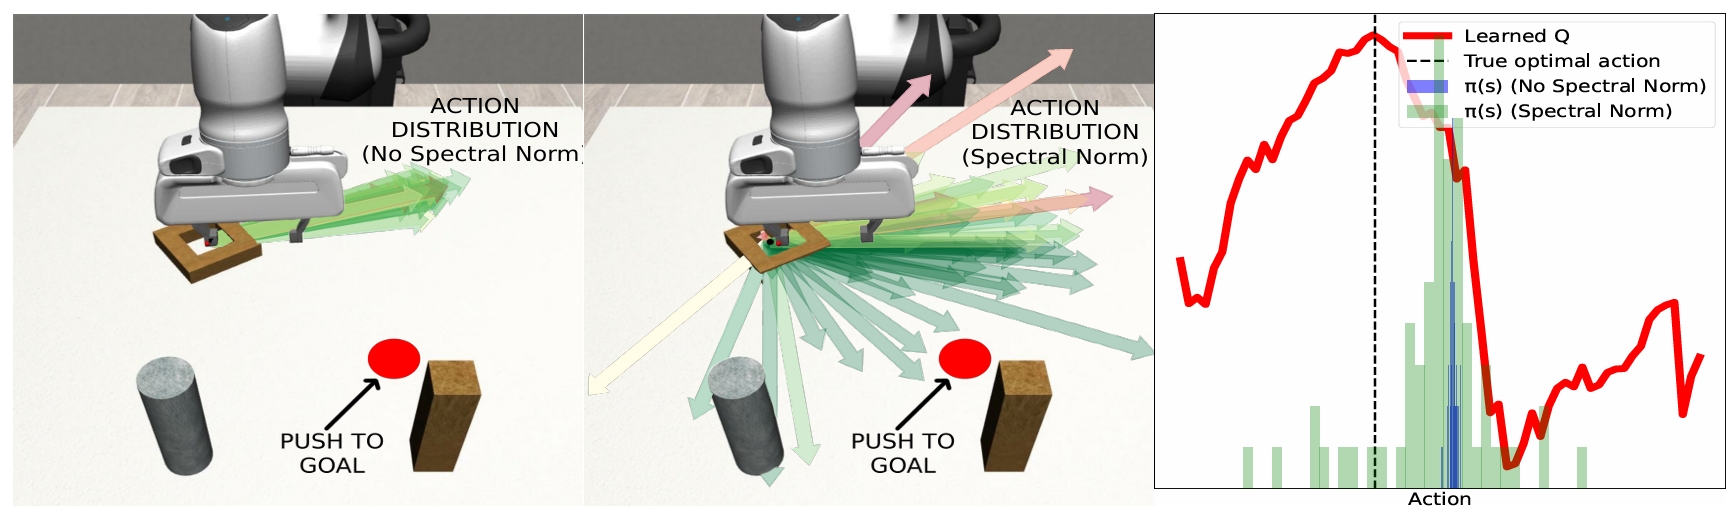 ACTION
DISTRIBUTION
(No Spectral Norm)
PUSH TO
GOAL
ACTION
DISTRIBUTION
(Spectral Norm)
PUSH TO
GOAL
Learned Q
True optimal action
π(s) (No Spectral Norm)
π(s) (Spectral Norm)
Action